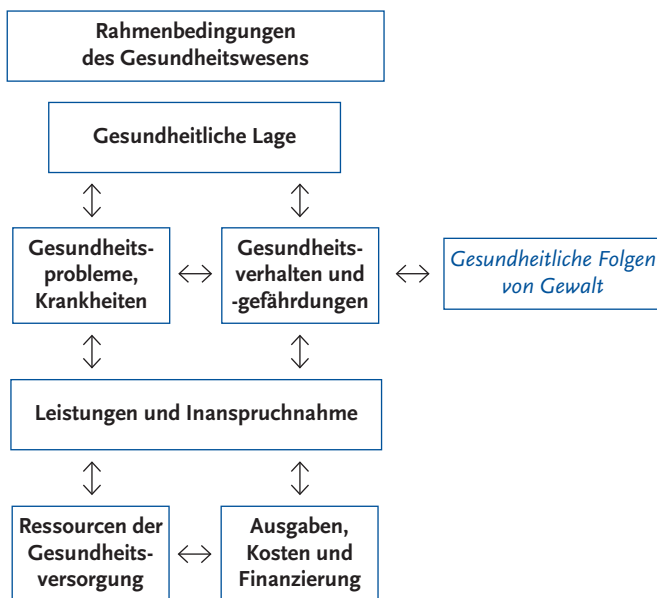 Rahmenbedingungen
des Gesundheitswesens
Gesundheitliche Lage
Gesundheits-
probleme,
Krankheiten
Gesundheits-
verhalten und
-gefährdungen
Gesundheitliche Folgen
von Gewalt
Leistungen und Inanspruchnahme
Ressourcen der
Gesundheits-
versorgung
Ausgaben,
Kosten und
Finanzierung